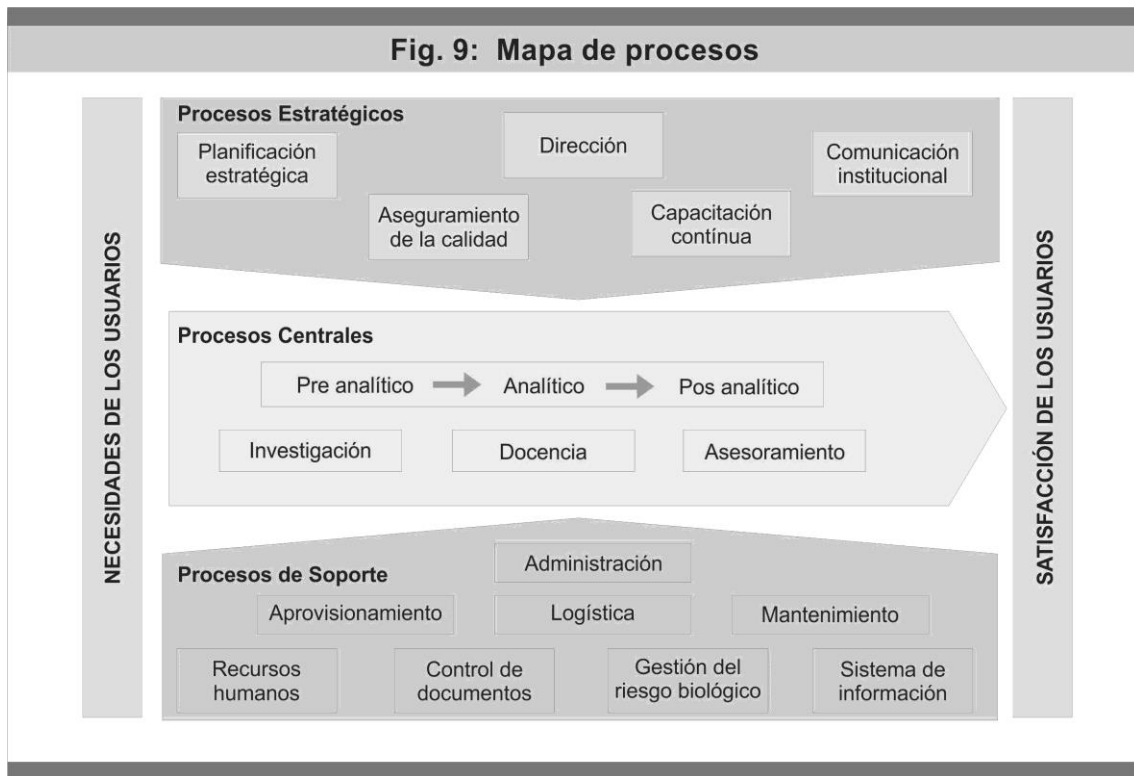 Fig. 9: Mapa de procesos
NECESIDADES DE LOS USUARIOS
Procesos Estratégicos
Planificación
estratégica
Dirección
Comunicación
institucional
Aseguramiento
de la calidad
Capacitación
contínua
Procesos Centrales
Pre analítico
Analítico
Pos analítico
Investigación
Docencia
Asesoramiento
Procesos de Soporte
Administración
Aprovisionamiento
Logística
Mantenimiento
Recursos
humanos
Control de
documentos
Gestión del
riesgo biológico
Sistema de
información
SATISFACCIÓN DE LOS USUARIOS